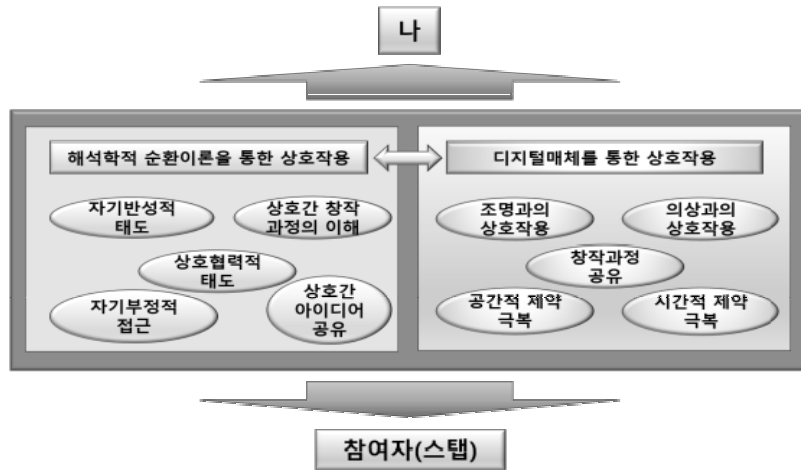 나
해석학적 순환이론을 통한 상호작용
자기반성적
태도
상호간 창작
과정의 이해
상호협력적
태도
자기부정적
접근
상호간
아이디어
공유
디지털매체를 통한 상호작용
조명과의
상호작용
의상과의
상호작용
창작과정
공유
공간적 제약
극복
시간적 제약
극복
참여자(스탭)